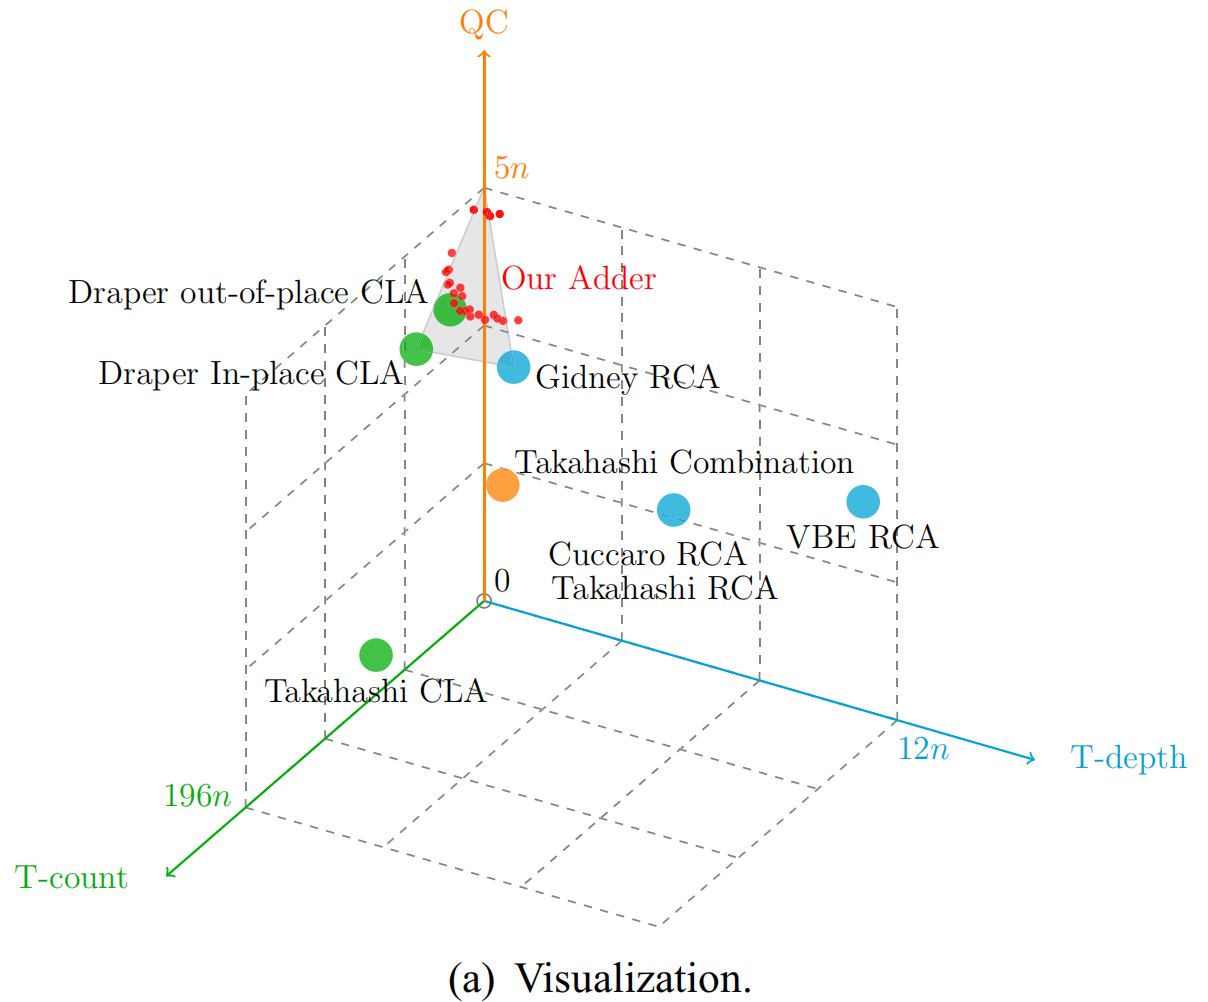 QC
5n
Our Adder
Draper out-of-place CLA
Draper In-place CLA
Gidney RCA
Takahashi Combination
VBE RCA
Cuccaro RCA
Takahashi RCA
0
Takahashi CLA
12n
T-depth
196n
T-count
(a) Visualization.